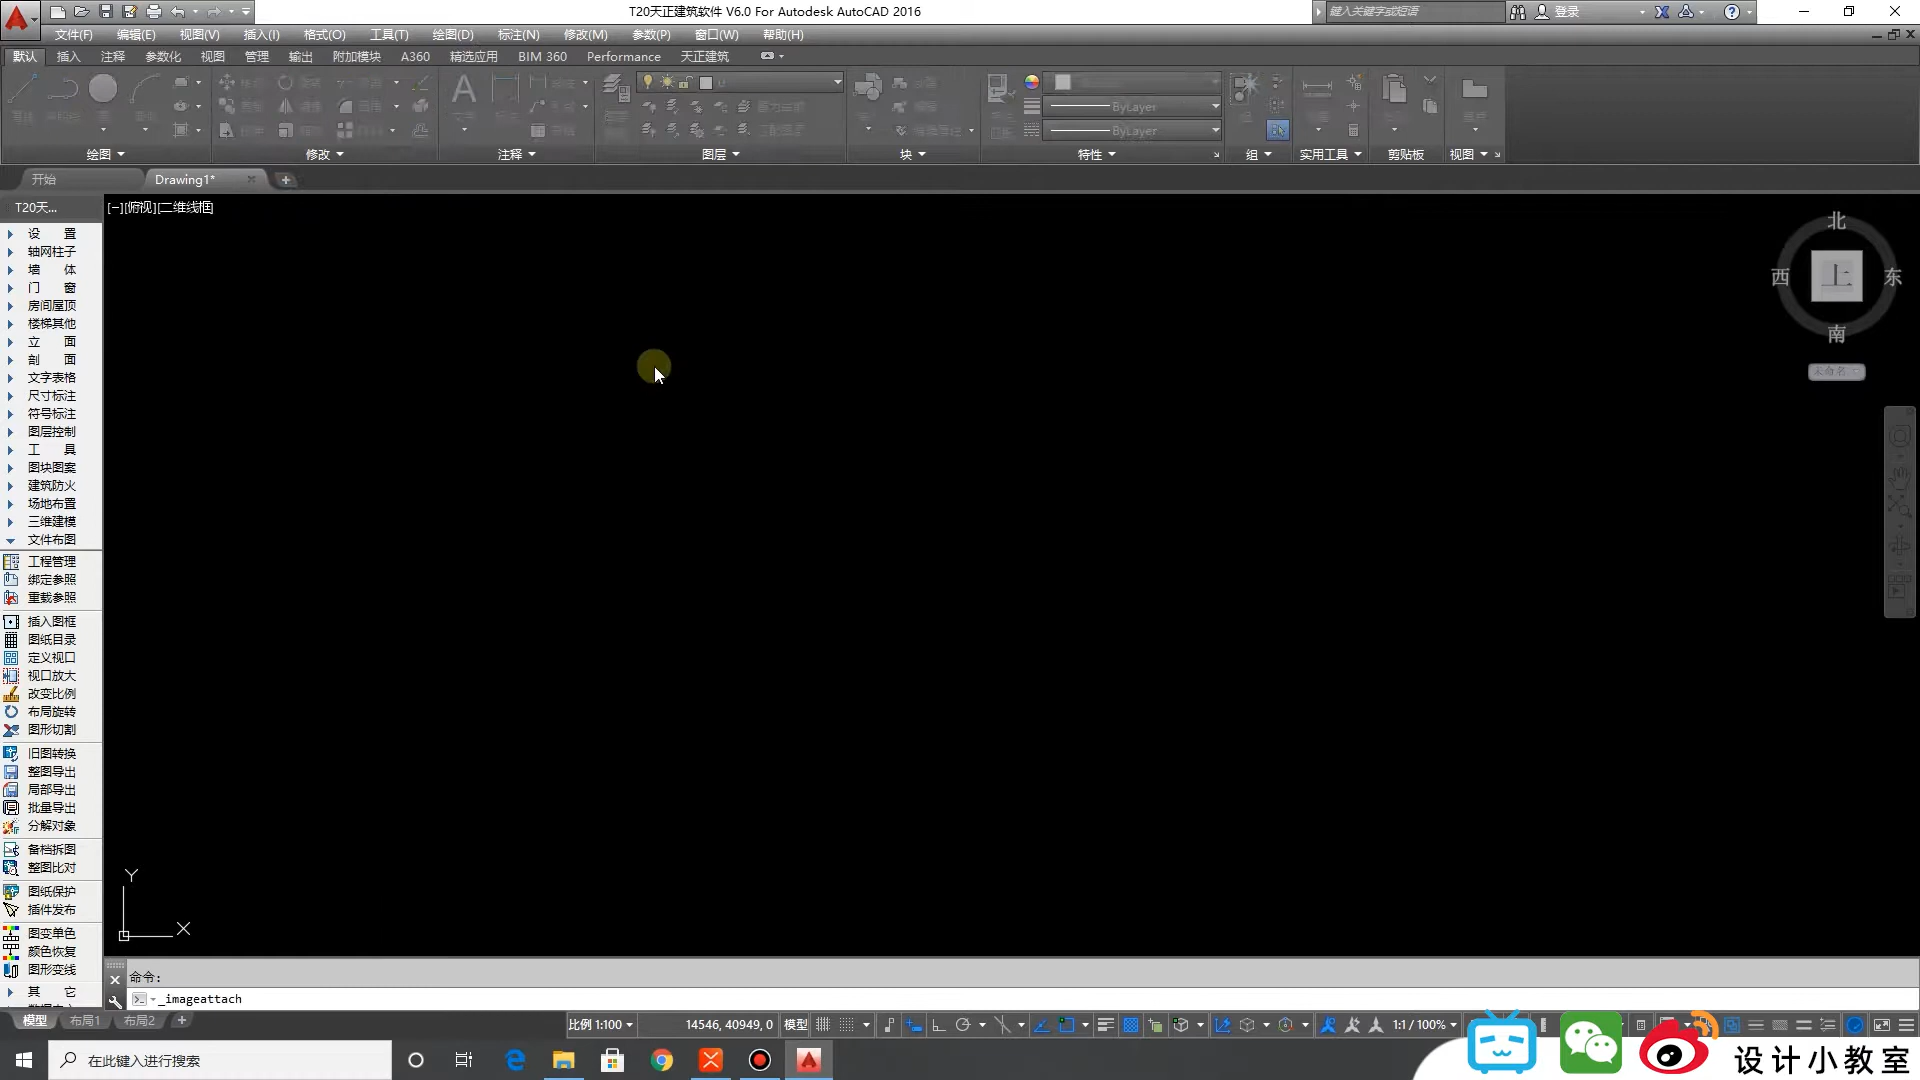 T20天正建筑软件 V6.0 For Autodesk AutoCAD 2016
键入关键字或短语
登录
文件(F) 编辑(E) 视图(V) 插入(I) 格式(O) 工具(T) 绘图(D) 标注(N) 修改(M) 参数(P) 窗口(W) 帮助(H)
默认 插入 注释 参数化 视图 管理 输出 附加模块 A360 精选应用 BIM 360 Performance 天正建筑
ByLayer
ByLayer
绘图 修改 注释 图层 块 特性 组 实用工具 剪贴板 视图
开始 Drawing1*
T20天...
[−][俯视][二维线框]
设 置
轴网柱子
墙 体
门 窗
房间屋顶
楼梯其他
立 面
剖 面
文字表格
尺寸标注
符号标注
图层控制
工 具
图块图案
建筑防火
场地布置
三维建模
文件布图
工程管理
绑定参照
重载参照
插入图框
图纸目录
定义视口
视口放大
改变比例
布局旋转
图形切割
旧图转换
整图导出
局部导出
批量导出
分解对象
备档拆图
整图比对
图纸保护
插件发布
图变单色
颜色恢复
图形变线
其 它
北
西 上 东
南
未命名
Y
X
命令:
_imageattach
模型 布局1 布局2
比例 1:100 14546, 40949, 0 模型 1:1 / 100%
在此键入进行搜索
设计小教室